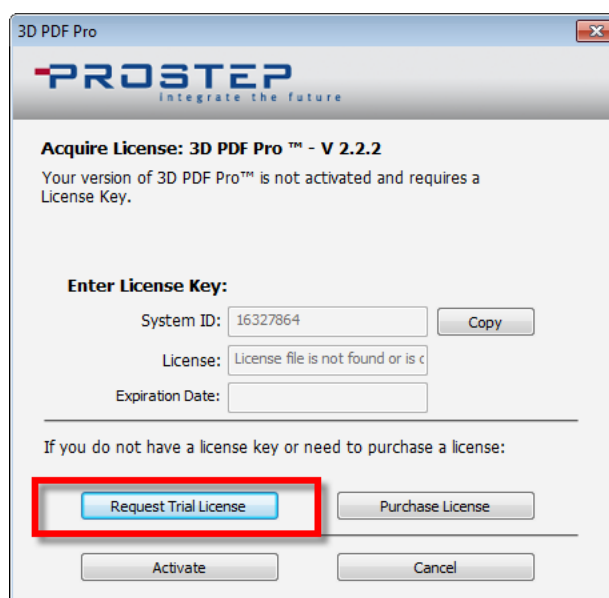 3D PDF Pro
PROSTEP
integrate the future
Acquire License: 3D PDF Pro ™ - V 2.2.2
Your version of 3D PDF Pro™ is not activated and requires a
License Key.
Enter License Key:
System ID: 16327864 Copy
License: License file is not found or is
Expiration Date:
If you do not have a license key or need to purchase a license:
Request Trial License Purchase License
Activate Cancel